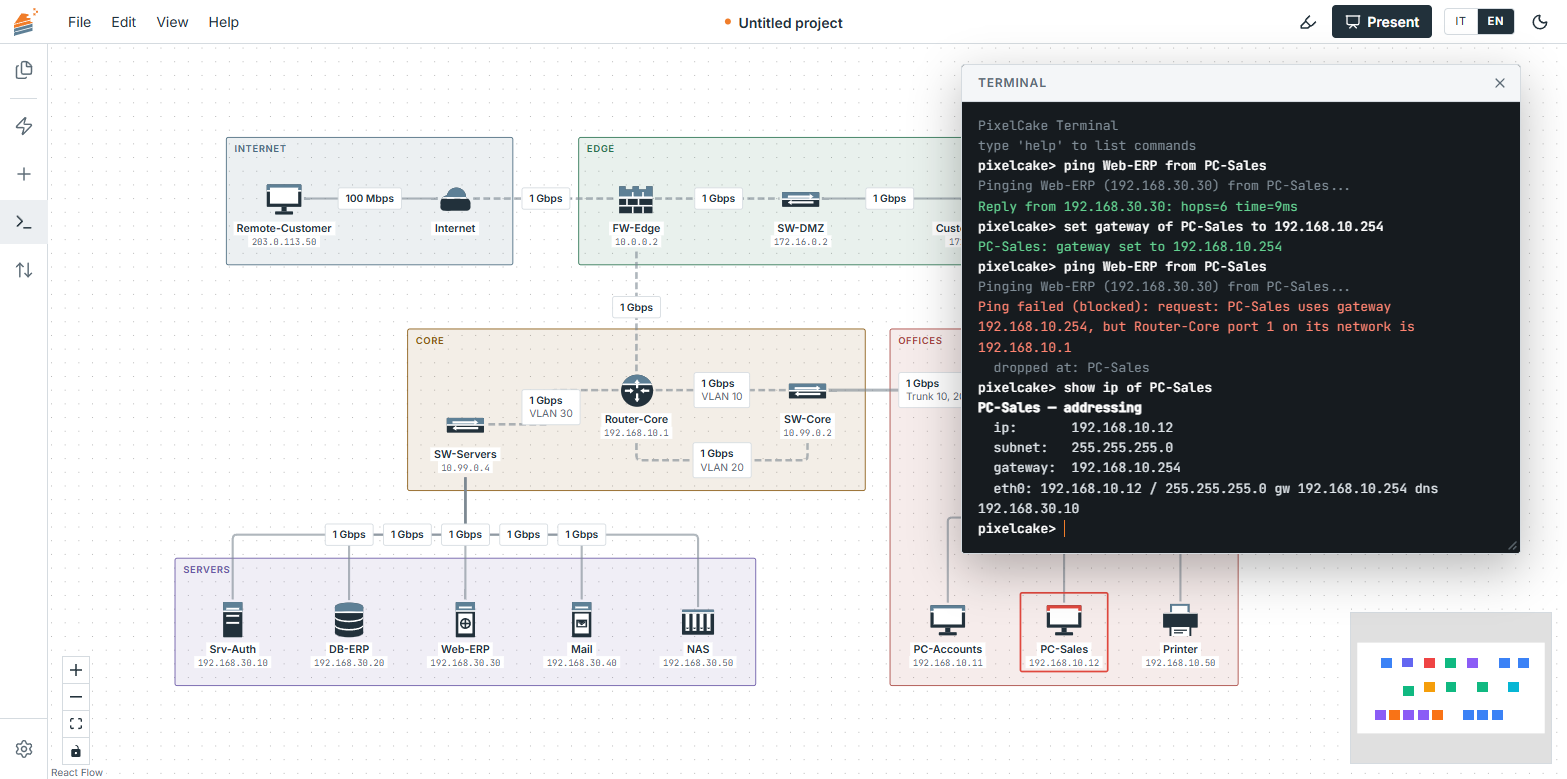 File Edit View Help
Untitled project
Present
IT EN
TERMINAL
PixelCake Terminal
type 'help' to list commands
pixelcake> ping Web-ERP from PC-Sales
Pinging Web-ERP (192.168.30.30) from PC-Sales...
Reply from 192.168.30.30: hops=6 time=9ms
pixelcake> set gateway of PC-Sales to 192.168.10.254
PC-Sales: gateway set to 192.168.10.254
pixelcake> ping Web-ERP from PC-Sales
Pinging Web-ERP (192.168.30.30) from PC-Sales...
Ping failed (blocked): request: PC-Sales uses gateway
192.168.10.254, but Router-Core port 1 on its network is
192.168.10.1
dropped at: PC-Sales
pixelcake> show ip of PC-Sales
PC-Sales — addressing
ip: 192.168.10.12
subnet: 255.255.255.0
gateway: 192.168.10.254
eth0: 192.168.10.12 / 255.255.255.0 gw 192.168.10.254 dns
192.168.30.10
pixelcake>
INTERNET
100 Mbps
1 Gbps
Remote-Customer
203.0.113.50
Internet
EDGE
1 Gbps
1 Gbps
FW-Edge
10.0.0.2
SW-DMZ
172.16.0.2
1 Gbps
CORE
1 Gbps
VLAN 30
1 Gbps
VLAN 10
Router-Core
192.168.10.1
SW-Core
10.99.0.2
SW-Servers
10.99.0.4
1 Gbps
VLAN 20
OFFICES
1 Gbps
Trunk 10, 20
1 Gbps
1 Gbps
1 Gbps
1 Gbps
1 Gbps
SERVERS
Srv-Auth
192.168.30.10
DB-ERP
192.168.30.20
Web-ERP
192.168.30.30
Mail
192.168.30.40
NAS
192.168.30.50
PC-Accounts
192.168.10.11
PC-Sales
192.168.10.12
Printer
192.168.10.50
React Flow